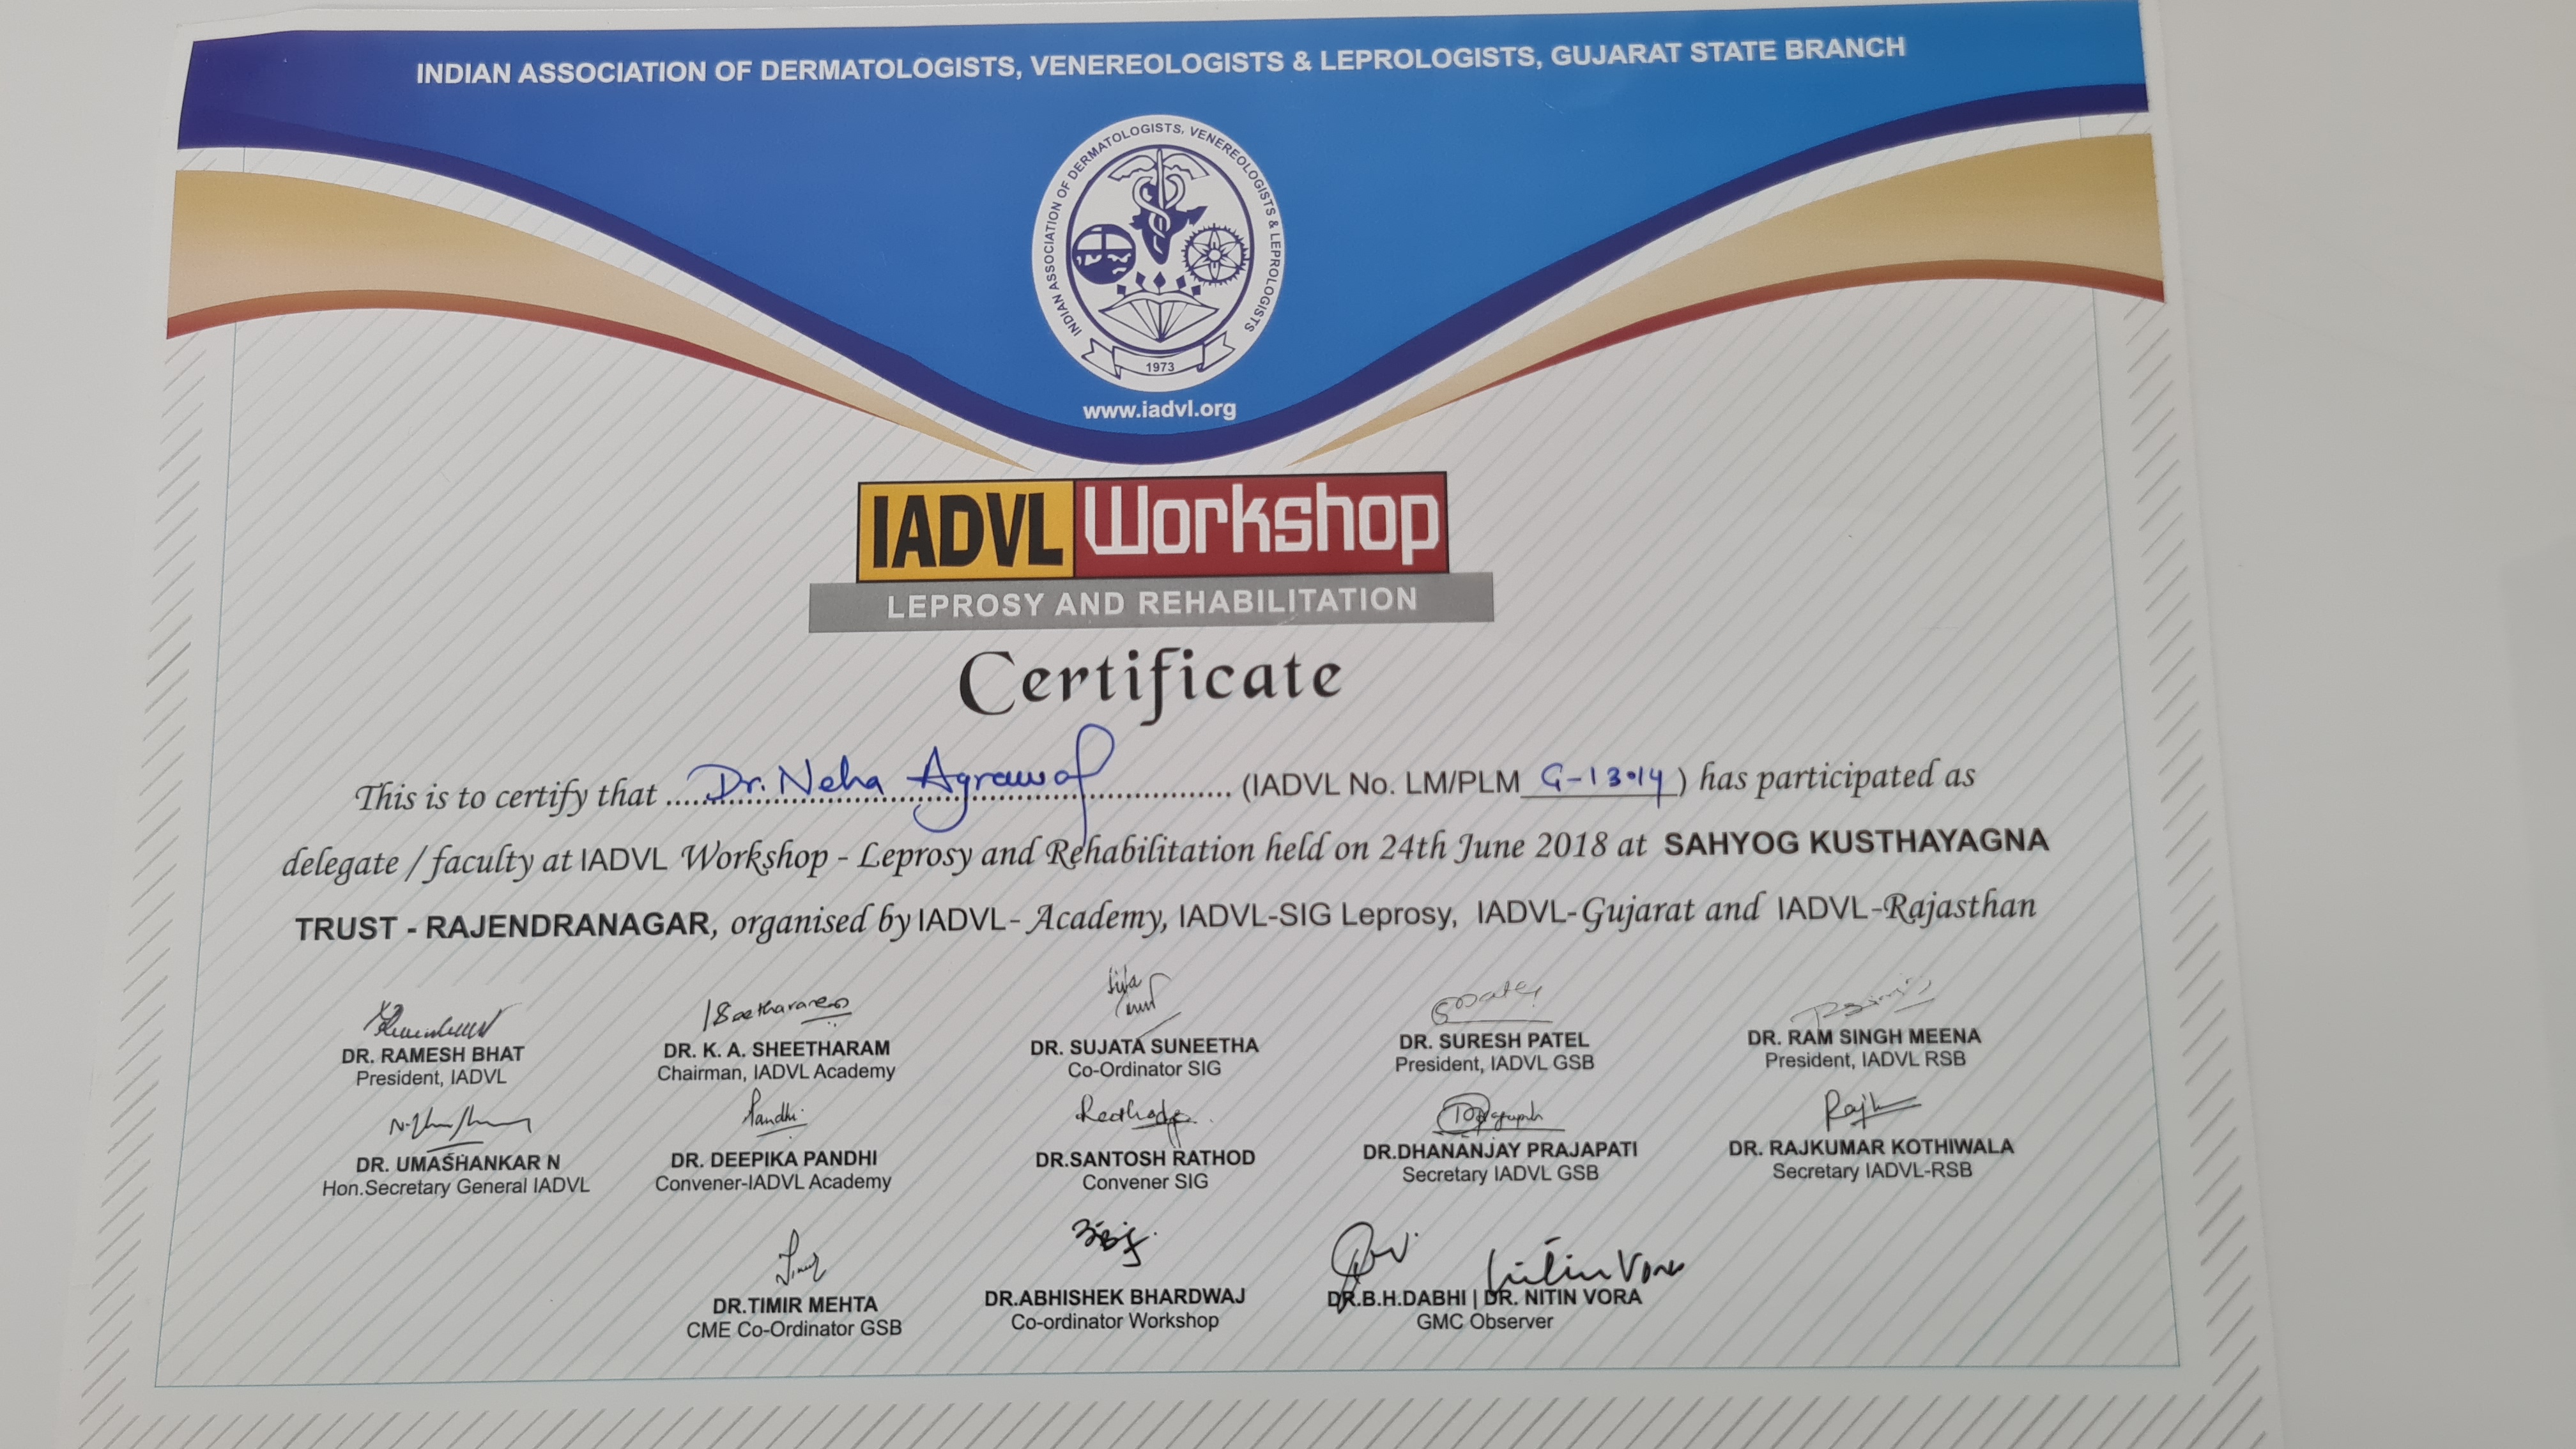 INDIAN ASSOCIATION OF DERMATOLOGISTS, VENEREOLOGISTS & LEPROLOGISTS, GUJARAT STATE BRANCH
INDIAN ASSOCIATION OF DERMATOLOGISTS, VENEREOLOGISTS & LEPROLOGISTS
1973
www.iadvl.org
IADVL Workshop
LEPROSY AND REHABILITATION
Certificate
This is to certify that Dr. Neha Agrawal (IADVL No. LM/PLM G-1314) has participated as
delegate / faculty at IADVL Workshop - Leprosy and Rehabilitation held on 24th June 2018 at SAHYOG KUSTHAYAGNA
TRUST - RAJENDRANAGAR, organised by IADVL- Academy, IADVL-SIG Leprosy, IADVL-Gujarat and IADVL-Rajasthan
DR. RAMESH BHAT DR. K. A. SHEETHARAM DR. SUJATA SUNEETHA DR. SURESH PATEL DR. RAM SINGH MEENA
President, IADVL Chairman, IADVL Academy Co-Ordinator SIG President, IADVL GSB President, IADVL RSB
Pandhi
DR. UMASHANKAR N DR. DEEPIKA PANDHI DR.SANTOSH RATHOD DR.DHANANJAY PRAJAPATI DR. RAJKUMAR KOTHIWALA
Hon.Secretary General IADVL Convener-IADVL Academy Convener SIG Secretary IADVL GSB Secretary IADVL-RSB
Nitin Vora
DR.TIMIR MEHTA DR.ABHISHEK BHARDWAJ DR.B.H.DABHI | DR. NITIN VORA
CME Co-Ordinator GSB Co-ordinator Workshop GMC Observer